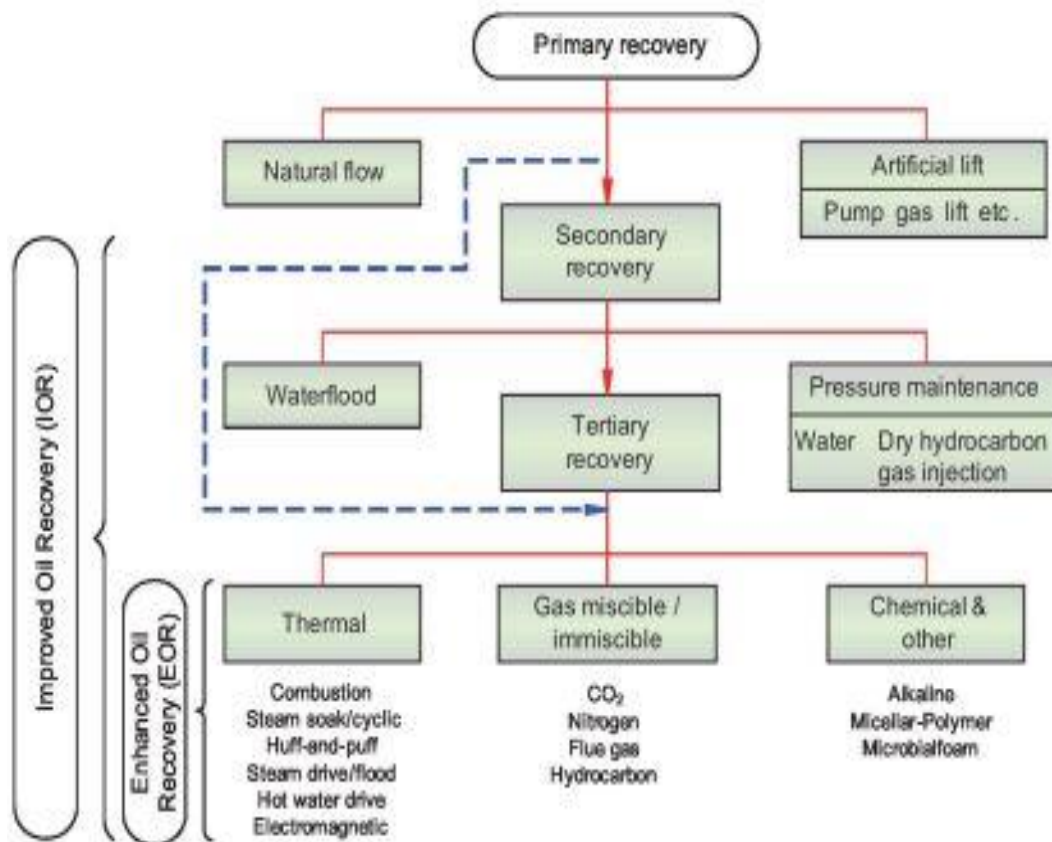 Primary recovery
Natural flow
Artificial lift
Pump gas lift etc.
Secondary
recovery
Waterflood
Pressure maintenance
Water Dry hydrocarbon
gas injection
Tertiary
recovery
Improved Oil Recovery (IOR)
Enhanced Oil
Recovery (EOR)
Thermal
Combustion
Steam soak/cyclic
Huff-and-puff
Steam drive/flood
Hot water drive
Electromagnetic
Gas miscible /
immiscible
CO₂
Nitrogen
Flue gas
Hydrocarbon
Chemical &
other
Alkaline
Micellar-Polymer
Microbialfoam